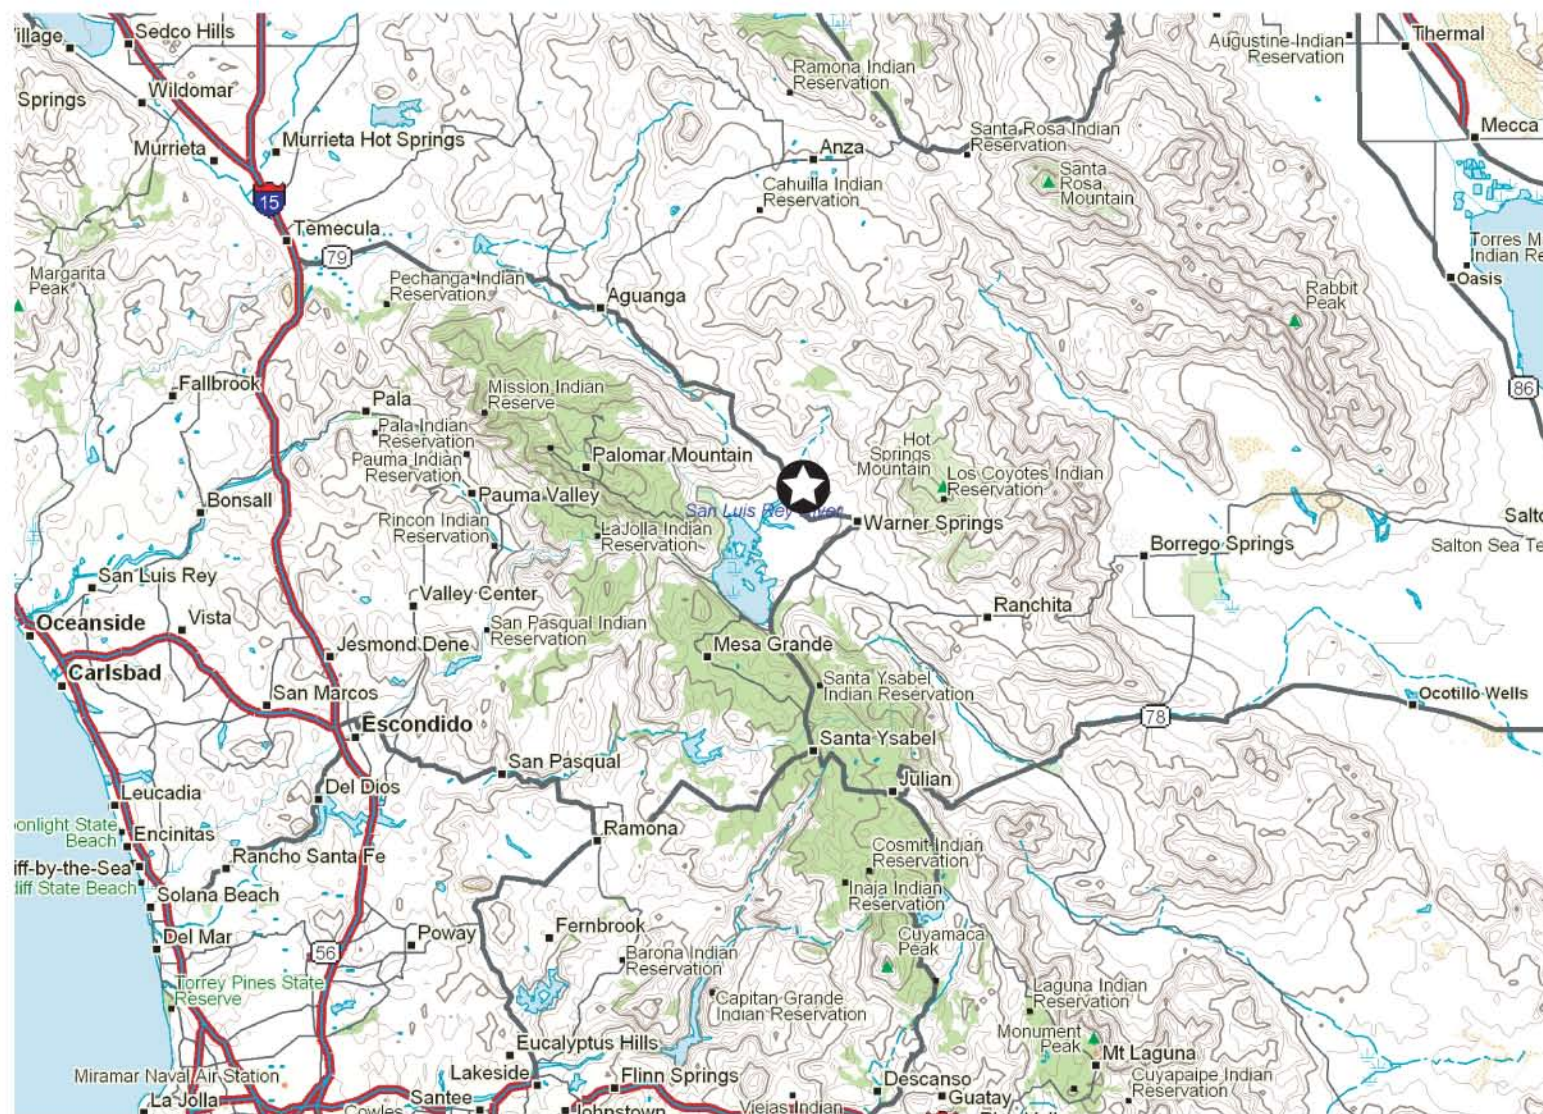 Village
Sedco Hills
Springs
Wildomar
Murrieta
Murrieta Hot Springs
15
Temecula
79
Margarita
Peak
Pechanga Indian
Reservation
Aguanga
Ramona Indian
Reservation
Anza
Cahuilla Indian
Reservation
Santa Rosa Indian
Reservation
Santa
Rosa
Mountain
Augustine Indian
Reservation
Thermal
Mecca
Torres M
Indian Re
Oasis
Rabbit
Peak
86
Fallbrook
Pala
Pala Indian
Reservation
Pauma Indian
Reservation
Mission Indian
Reserve
Palomar Mountain
Pauma Valley
Bonsall
Rincon Indian
Reservation
LaJolla Indian
Reservation
San Luis Rey River
Hot
Springs
Mountain
Los Coyotes Indian
Reservation
Warner Springs
Borrego Springs
Salto
Salton Sea Te
San Luis Rey
Oceanside
Vista
Carlsbad
Valley Center
San Pasqual Indian
Reservation
Jesmond Dene
San Marcos
Escondido
Mesa Grande
Ranchita
Santa Ysabel
Indian Reservation
Ocotillo Wells
78
Santa Ysabel
San Pasqual
Julian
Del Dios
Leucadia
oonlight State
Beach
Encinitas
iff-by-the-Sea
diff State Beach
Rancho Santa Fe
Solana Beach
Ramona
Cosmit Indian
Reservation
Inaja Indian
Reservation
Del Mar
56
Poway
Fernbrook
Barona Indian
Reservation
Cuyamaca
Peak
Torrey Pines State
Reserve
Capitan Grande
Indian Reservation
Laguna Indian
Reservation
Monument
Peak
Mt Laguna
Cuyapaipe Indian
Reservation
Eucalyptus Hills
Miramar Naval Air Station
Lakeside
Flinn Springs
Descanso
Guatay
La Jolla
Cowles
Santee
Johnstown
Viejas Indian